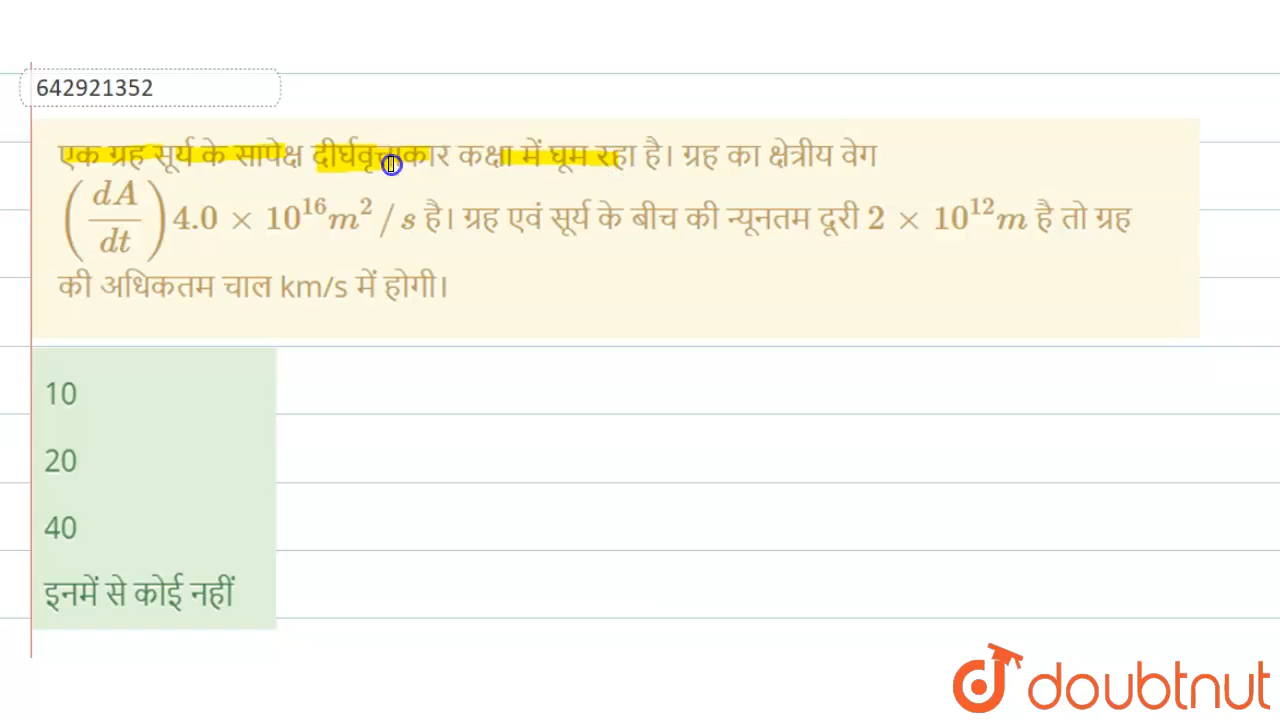 642921352
एक ग्रह सूर्य के सापेक्ष दीर्घवृत्ताकार कक्षा में घूम रहा है। ग्रह का क्षेत्रीय वेग
(dA/dt) 4.0 × 10^16 m^2 / s है। ग्रह एवं सूर्य के बीच की न्यूनतम दूरी 2 × 10^12 m है तो ग्रह
की अधिकतम चाल km/s में होगी।
10
20
40
इनमें से कोई नहीं
doubtnut